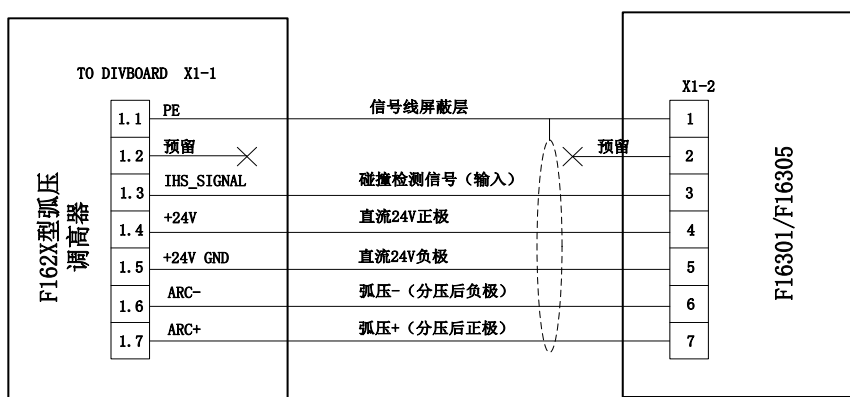 TO DIVBOARD X1-1
X1-2
1.1 PE 信号线屏蔽层 1
1.2 预留 预留 2
1.3 IHS_SIGNAL 碰撞检测信号（输入） 3
1.4 +24V 直流24V正极 4
1.5 +24V GND 直流24V负极 5
1.6 ARC- 弧压-（分压后负极） 6
1.7 ARC+ 弧压+（分压后正极） 7
F162X型弧压
调高器
F16301/F16305